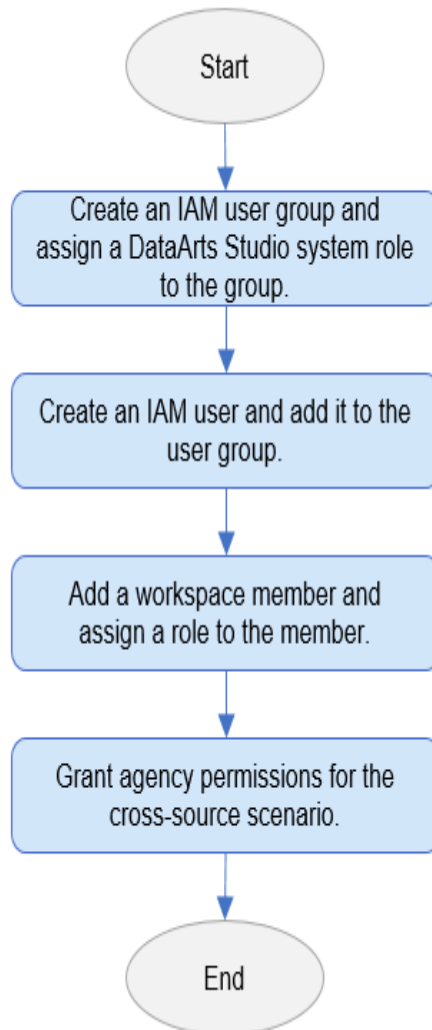 Start
Create an IAM user group and
assign a DataArts Studio system role
to the group.
Create an IAM user and add it to the
user group.
Add a workspace member and
assign a role to the member.
Grant agency permissions for the
cross-source scenario.
End